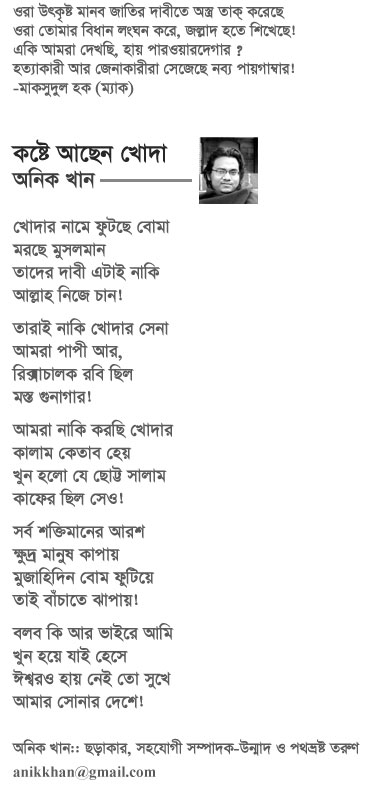 ওরা উৎকৃষ্ট মানব জাতির দাবীতে অস্ত্র তাক্ করেছে
ওরা তোমার বিধান লংঘন করে, জল্লাদ হতে শিখেছে!
একি আমরা দেখছি, হায় পারওয়ারদেগার ?
হত্যাকারী আর জেনাকারীরা সেজেছে নব্য পায়গাম্বার!
-মাকসুদুল হক (ম্যাক)
কষ্টে আছেন খোদা
অনিক খান
খোদার নামে ফুটছে বোমা
মরছে মুসলমান
তাদের দাবী এটাই নাকি
আল্লাহ নিজে চান!
তারাই নাকি খোদার সেনা
আমরা পাপী আর,
রিক্সাচালক রবি ছিল
মস্ত গুনাগার!
আমরা নাকি করছি খোদার
কালাম কেতাব হেয়
খুন হলো যে ছোট্ট সালাম
কাফের ছিল সেও!
সর্ব শক্তিমানের আরশ
ক্ষুদ্র মানুষ কাপায়
মুজাহিদিন বোম ফুটিয়ে
তাই বাঁচাতে ঝাপায়!
বলব কি আর ভাইরে আমি
খুন হয়ে যাই হেসে
ঈশ্বরও হায় নেই তো সুখে
আমার সোনার দেশে!
অনিক খান:: ছড়াকার, সহযোগী সম্পাদক-উন্মাদ ও পথভ্রষ্ট তরুণ
anikkhan@gmail.com